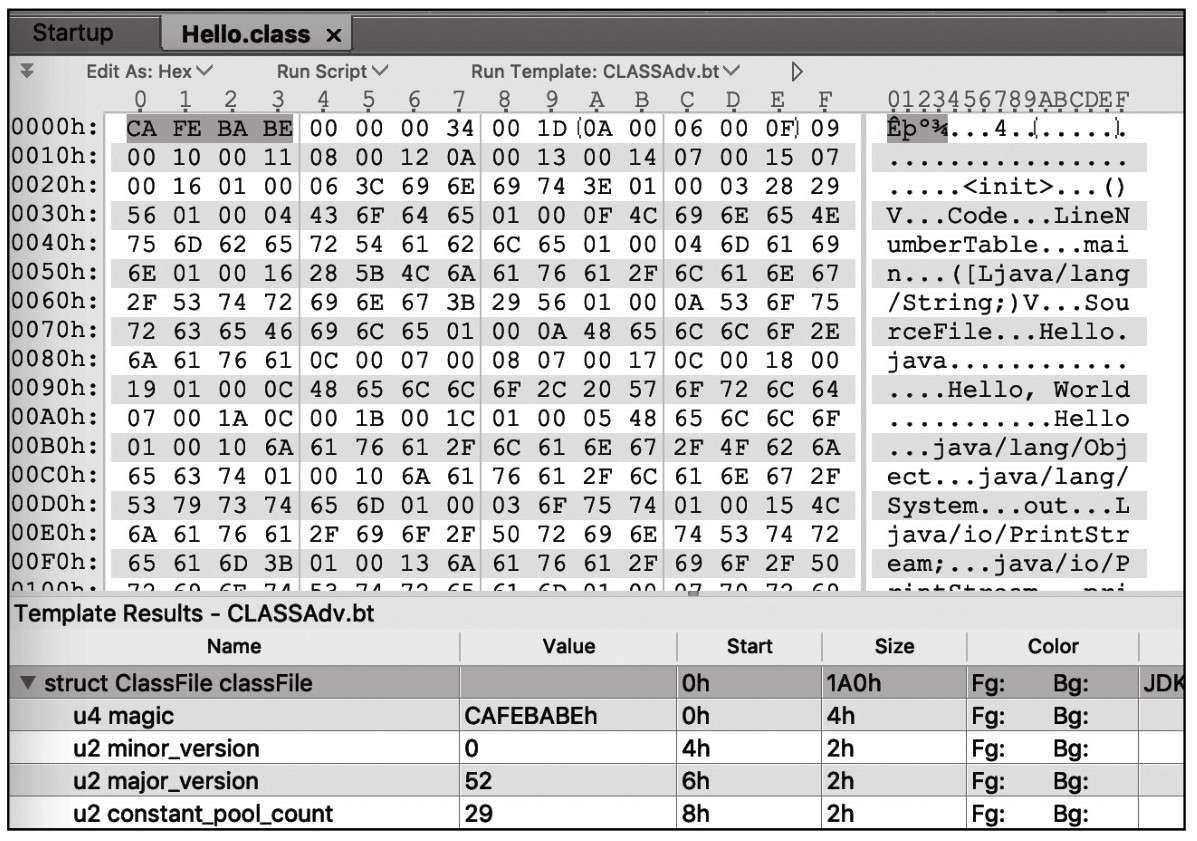 Startup Hello.class ×
Edit As: Hex Run Script Run Template: CLASSAdv.bt
0 1 2 3 4 5 6 7 8 9 A B C D E F 0123456789ABCDEF
0000h: CA FE BA BE 00 00 00 34 00 1D 0A 00 06 00 0F 09 Êþº¾...4........
0010h: 00 10 00 11 08 00 12 0A 00 13 00 14 07 00 15 07 ................
0020h: 00 16 01 00 06 3C 69 6E 69 74 3E 01 00 03 28 29 .....<init>...()
0030h: 56 01 00 04 43 6F 64 65 01 00 0F 4C 69 6E 65 4E V...Code...LineN
0040h: 75 6D 62 65 72 54 61 62 6C 65 01 00 04 6D 61 69 umberTable...mai
0050h: 6E 01 00 16 28 5B 4C 6A 61 76 61 2F 6C 61 6E 67 n...([Ljava/lang
0060h: 2F 53 74 72 69 6E 67 3B 29 56 01 00 0A 53 6F 75 /String;)V...Sou
0070h: 72 63 65 46 69 6C 65 01 00 0A 48 65 6C 6C 6F 2E rceFile...Hello.
0080h: 6A 61 76 61 0C 00 07 00 08 07 00 17 0C 00 18 00 java............
0090h: 19 01 00 0C 48 65 6C 6C 6F 2C 20 57 6F 72 6C 64 ....Hello, World
00A0h: 07 00 1A 0C 00 1B 00 1C 01 00 05 48 65 6C 6C 6F ...........Hello
00B0h: 01 00 10 6A 61 76 61 2F 6C 61 6E 67 2F 4F 62 6A ...java/lang/Obj
00C0h: 65 63 74 01 00 10 6A 61 76 61 2F 6C 61 6E 67 2F ect...java/lang/
00D0h: 53 79 73 74 65 6D 01 00 03 6F 75 74 01 00 15 4C System...out...L
00E0h: 6A 61 76 61 2F 69 6F 2F 50 72 69 6E 74 53 74 72 java/io/PrintStr
00F0h: 65 61 6D 3B 01 00 13 6A 61 76 61 2F 69 6F 2F 50 eam;...java/io/P
0100h: 72 69 6E 74 53 74 72 65 61 6D 01 00 07 70 72 69 rintStream...pri
Template Results - CLASSAdv.bt
Name Value Start Size Color
struct ClassFile classFile 0h 1A0h Fg: Bg: JDK
u4 magic CAFEBABEh 0h 4h Fg: Bg:
u2 minor_version 0 4h 2h Fg: Bg:
u2 major_version 52 6h 2h Fg: Bg:
u2 constant_pool_count 29 8h 2h Fg: Bg: